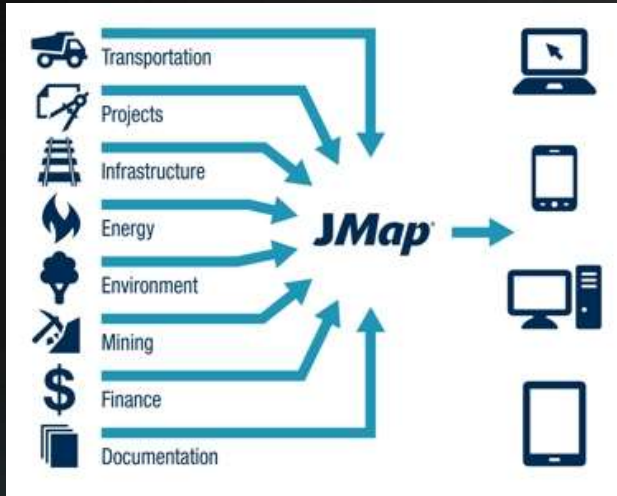 Transportation
Projects
Infrastructure
Energy
JMap
Environment
Mining
$
Finance
Documentation